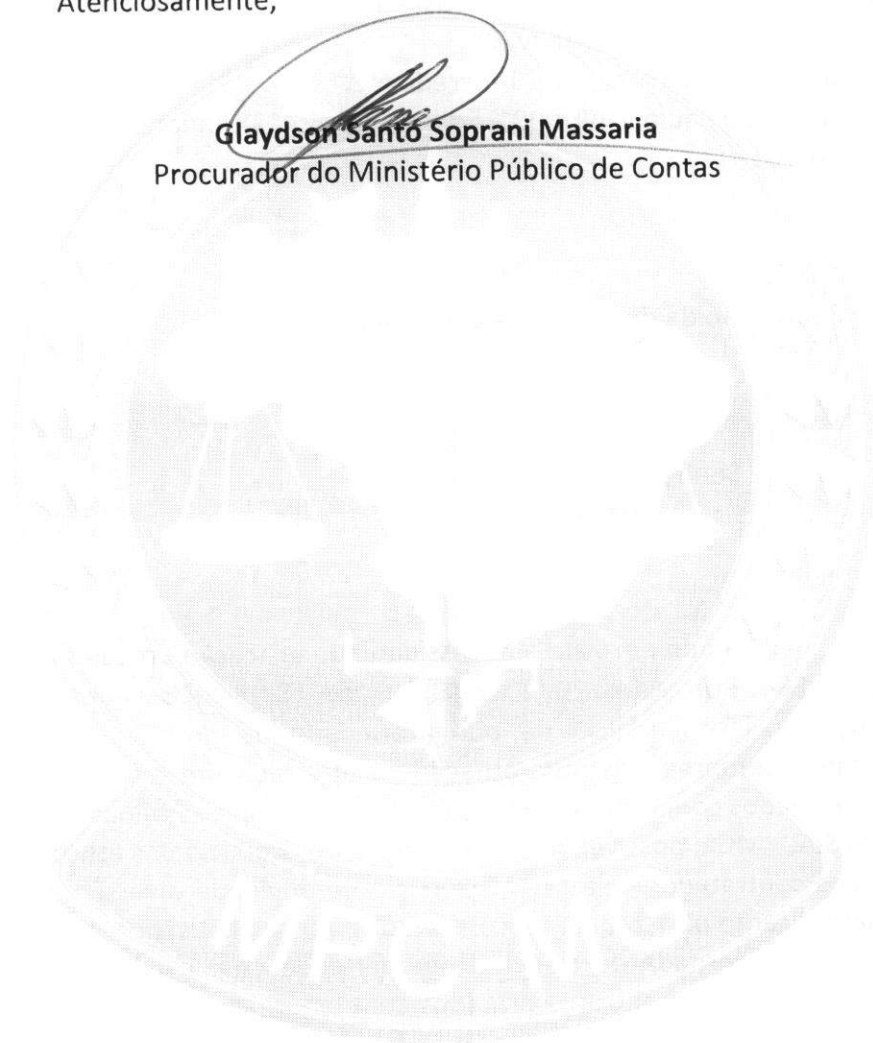 Atenciosamente,
Glaydson Santo Soprani Massaria
Procurador do Ministério Público de Contas
MPC-MG